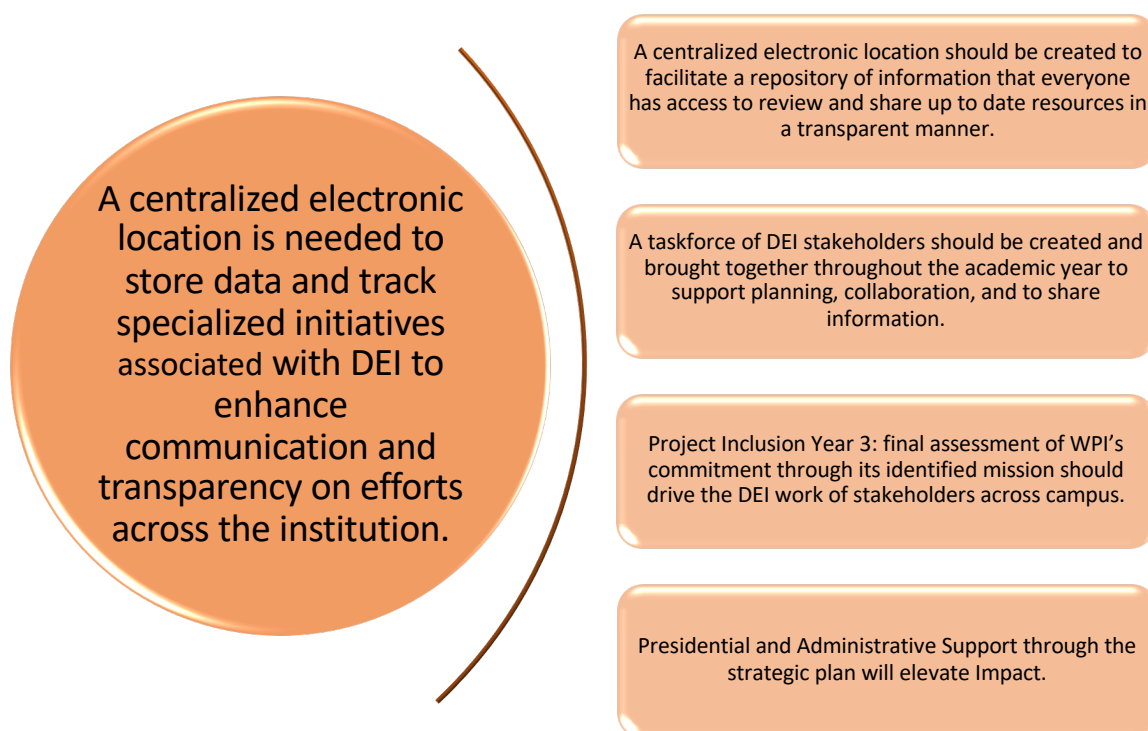 A centralized electronic
location is needed to
store data and track
specialized initiatives
associated with DEI to
enhance
communication and
transparency on efforts
across the institution.
A centralized electronic location should be created to
facilitate a repository of information that everyone
has access to review and share up to date resources in
a transparent manner.
A taskforce of DEI stakeholders should be created and
brought together throughout the academic year to
support planning, collaboration, and to share
information.
Project Inclusion Year 3: final assessment of WPI’s
commitment through its identified mission should
drive the DEI work of stakeholders across campus.
Presidential and Administrative Support through the
strategic plan will elevate Impact.